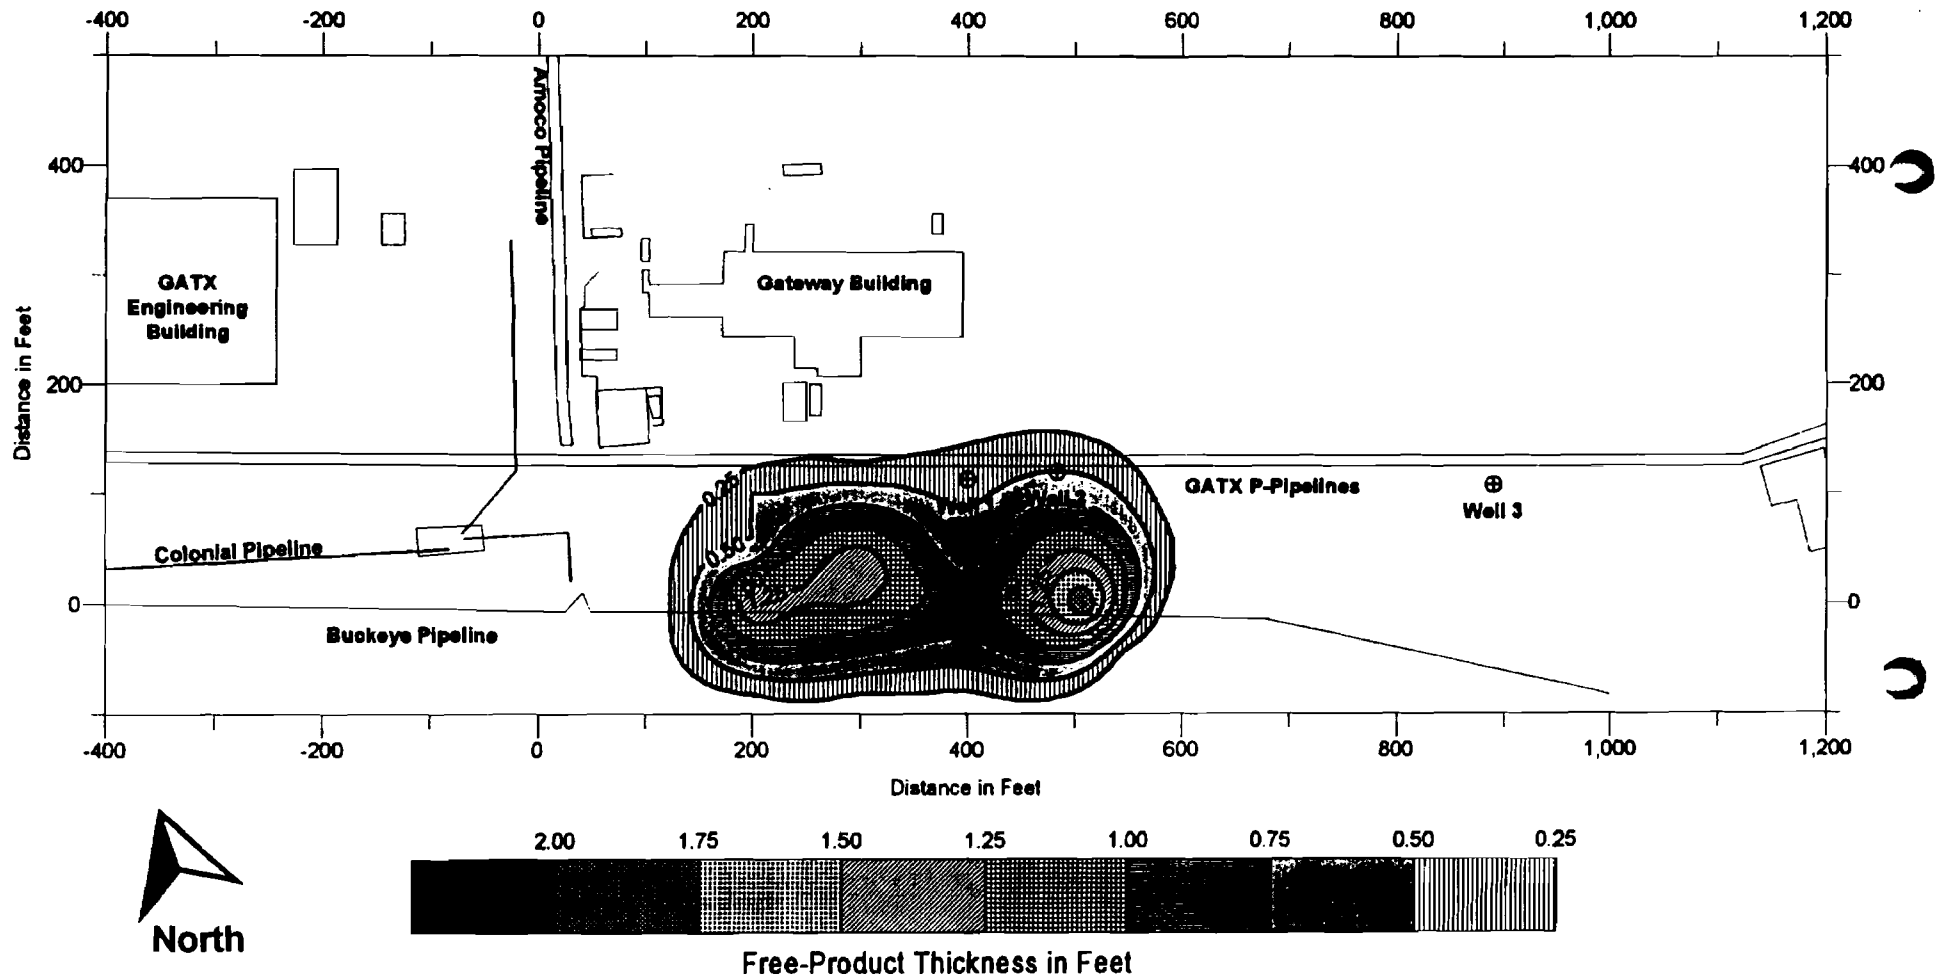 -400 -200 0 200 400 600 800 1,000 1,200
Amoco Pipeline
400
400
GATX
Engineering
Building
Gateway Building
Distance in Feet
200
200
0.25
Well 2
GATX P-Pipelines
Well 3
0.50
Colonial Pipeline
0
0
Buckeye Pipeline
-400 -200 0 200 400 600 800 1,000 1,200
Distance in Feet
2.00 1.75 1.50 1.25 1.00 0.75 0.50 0.25
North
Free-Product Thickness in Feet